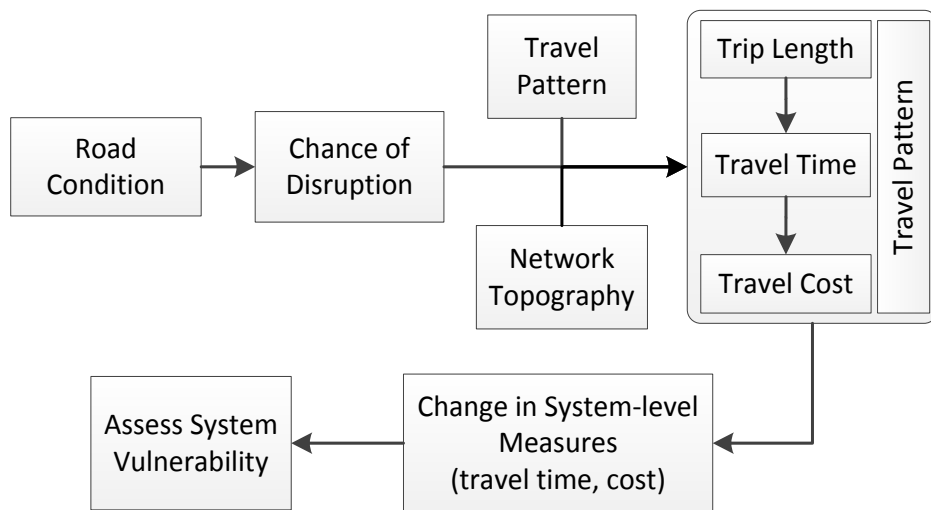 Road
Condition
Chance of
Disruption
Travel
Pattern
Network
Topography
Trip Length
Travel Time
Travel Cost
Travel Pattern
Change in System-level
Measures
(travel time, cost)
Assess System
Vulnerability